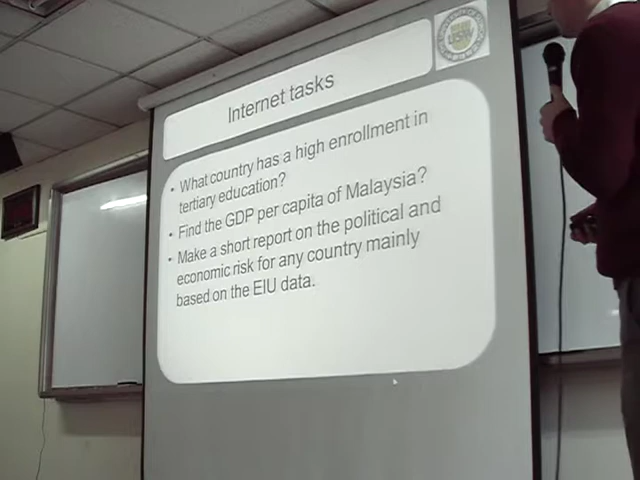 Internet tasks
• What country has a high enrollment in
tertiary education?
• Find the GDP per capita of Malaysia?
• Make a short report on the political and
economic risk for any country mainly
based on the EIU data.